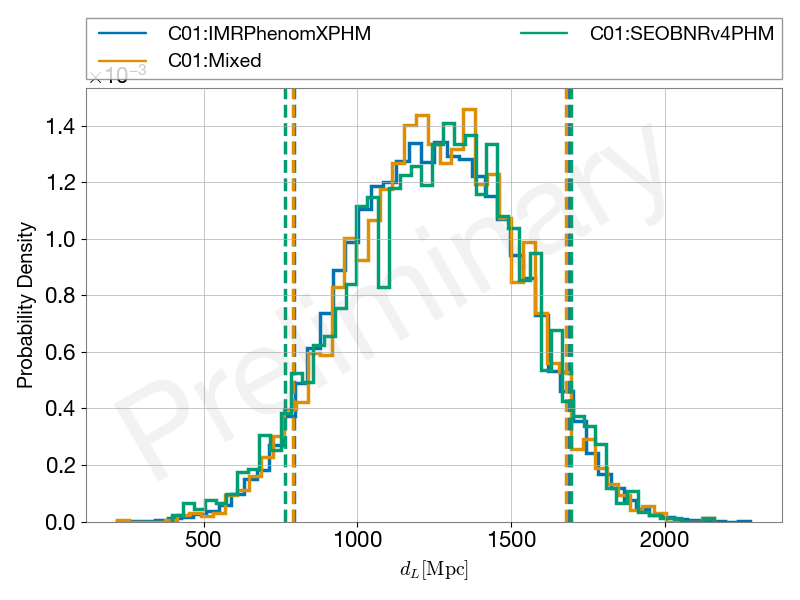 C01:IMRPhenomXPHM
C01:SEOBNRv4PHM
C01:Mixed
×10⁻³
1.4
1.2
1.0
0.8
0.6
0.4
0.2
0.0
Probability Density
Preliminary
500
1000
1500
2000
d_L[Mpc]